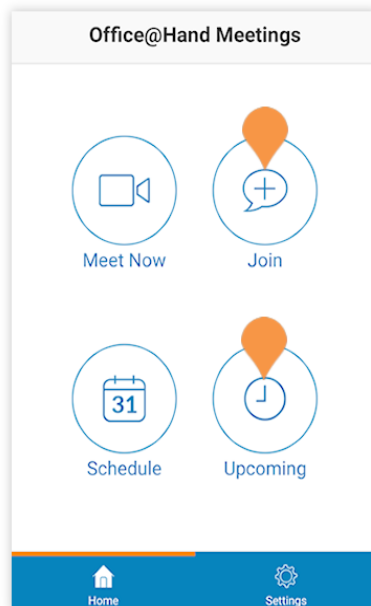 Office@Hand Meetings
Meet Now
Join
31
Schedule
Upcoming
Home
Settings